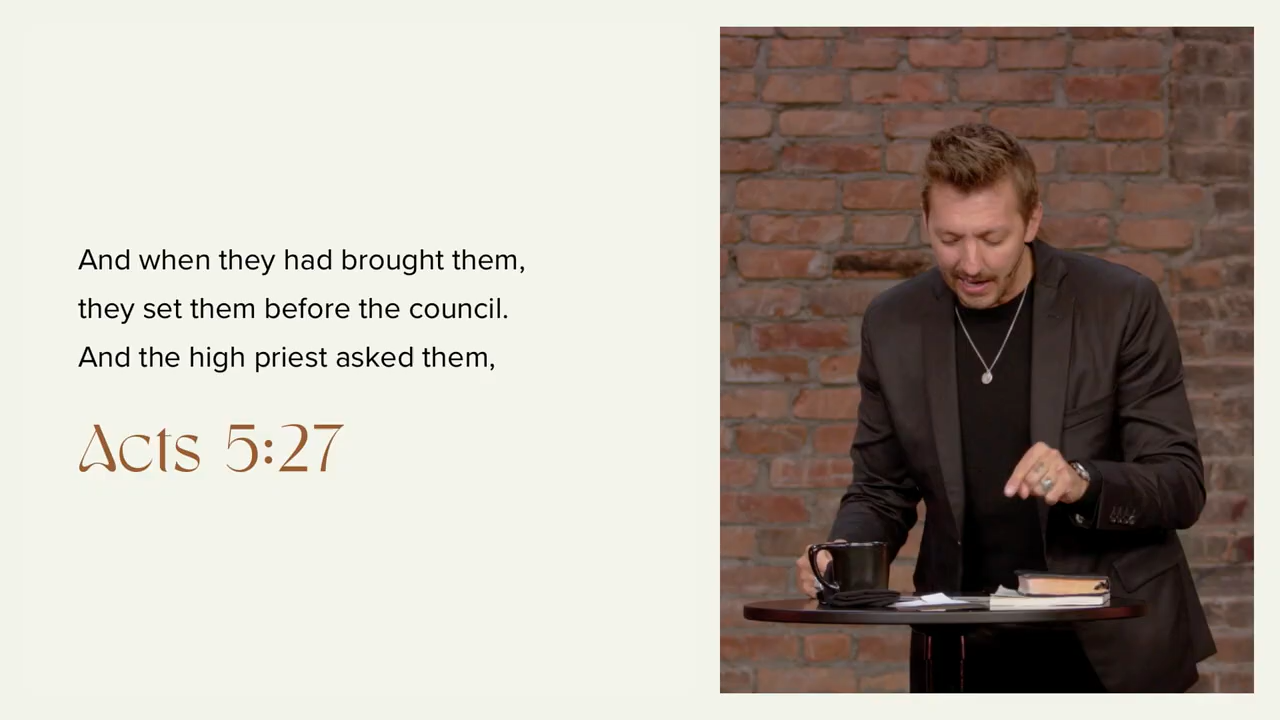 And when they had brought them,
they set them before the council.
And the high priest asked them,
Acts 5:27